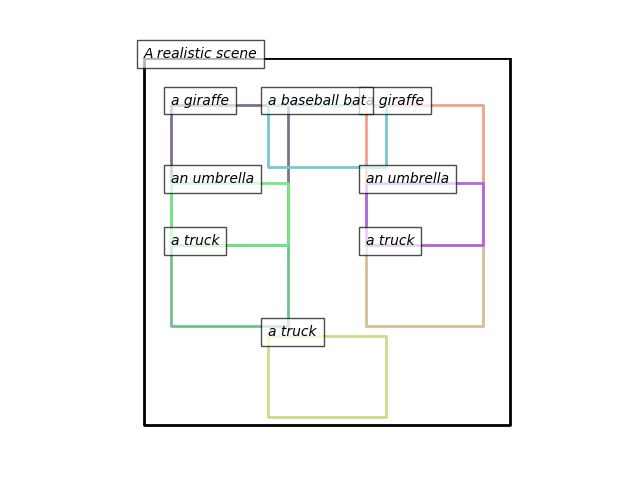 A realistic scene
a giraffe
a baseball bat
a giraffe
an umbrella
an umbrella
a truck
a truck
a truck